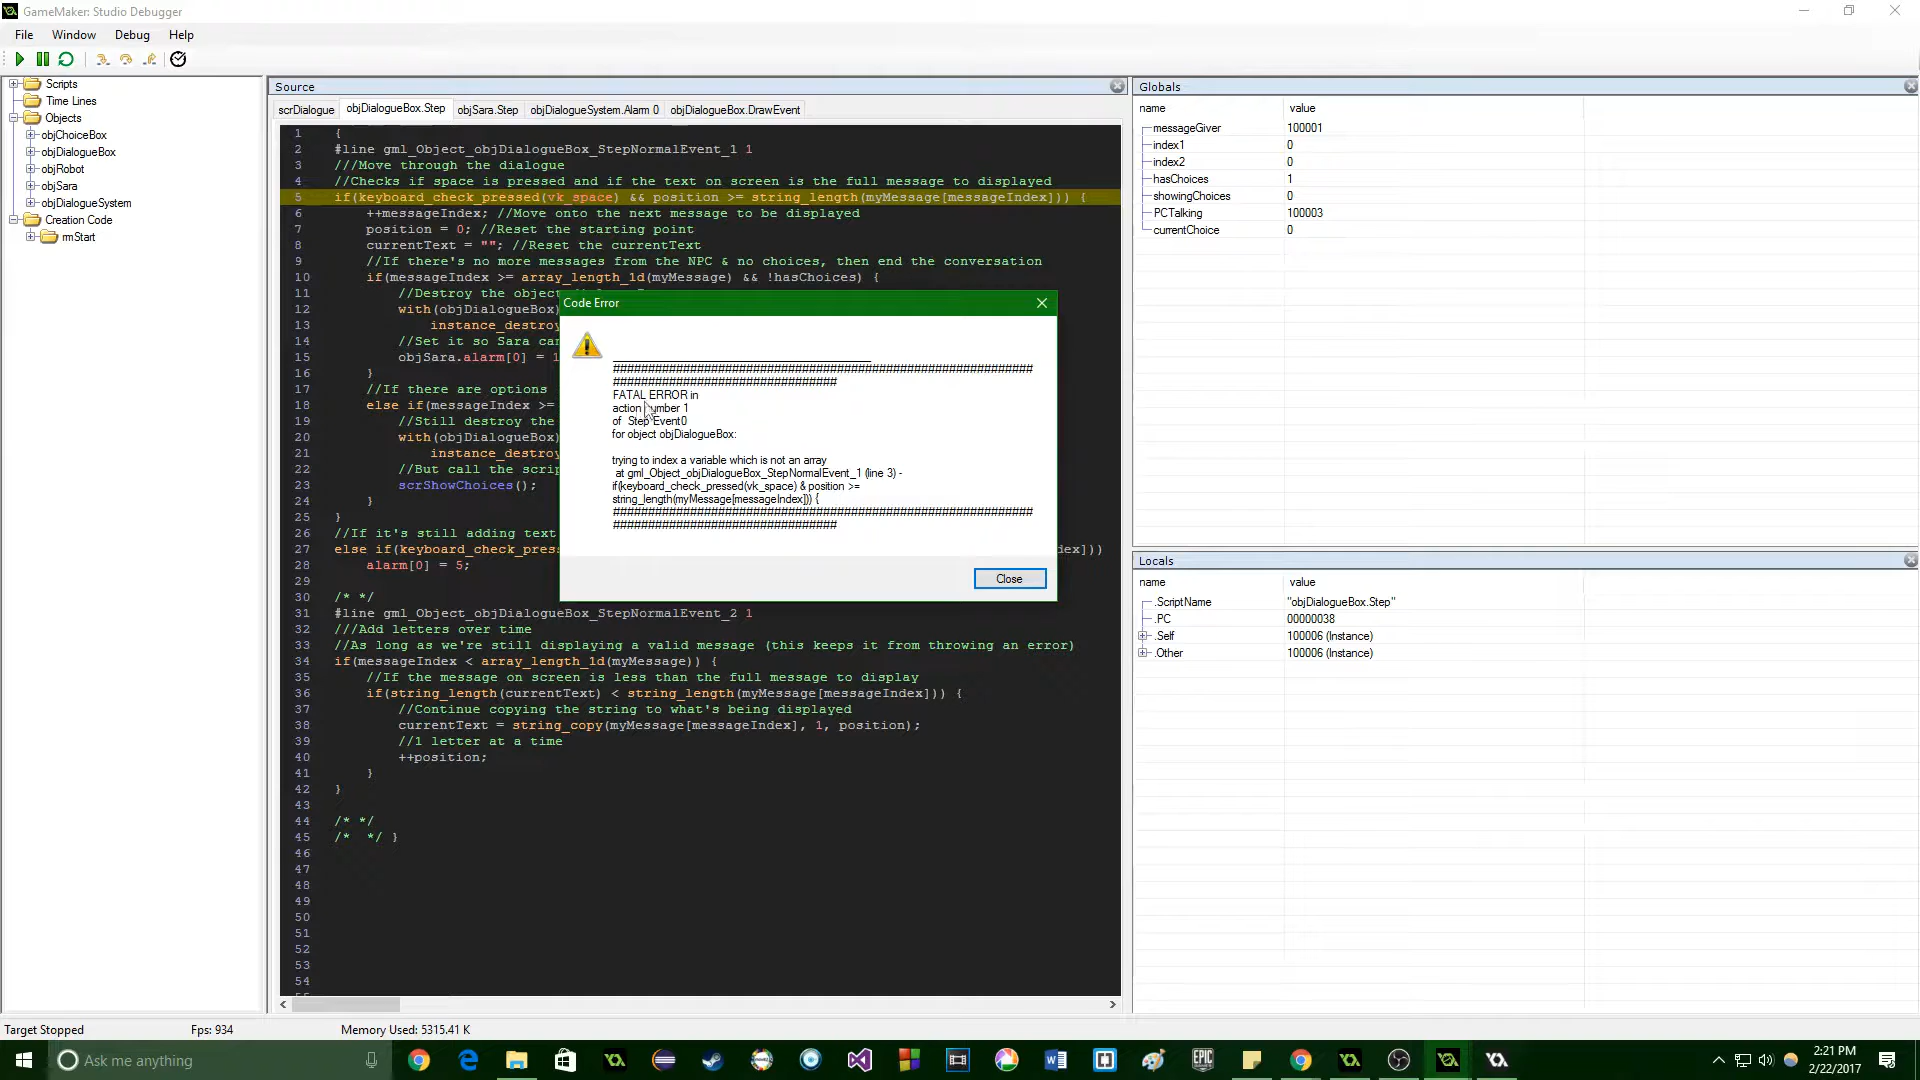 GameMaker: Studio Debugger
File Window Debug Help
Scripts
Time Lines
Objects
objChoiceBox
objDialogueBox
objRobot
objSara
objDialogueSystem
Creation Code
rmStart
Source
scrDialogue objDialogueBox.Step objSara.Step objDialogueSystem.Alarm 0 objDialogueBox.DrawEvent
1 {
2 #line gml_Object_objDialogueBox_StepNormalEvent_1 1
3 ///Move through the dialogue
4 //Checks if space is pressed and if the text on screen is the full message to displayed
5 if(keyboard_check_pressed(vk_space) && position >= string_length(myMessage[messageIndex])) {
6 ++messageIndex; //Move onto the next message to be displayed
7 position = 0; //Reset the starting point
8 currentText = ""; //Reset the currentText
9 //If there's no more messages from the NPC & no choices, then end the conversation
10 if(messageIndex >= array_length_1d(myMessage) && !hasChoices) {
11 //Destroy the object
12 with(objDialogueBox)
13 instance_destroy
14 //Set it so Sara can
15 objSara.alarm[0] = 1
16 }
17 //If there are options
18 else if(messageIndex >=
19 //Still destroy the
20 with(objDialogueBox)
21 instance_destroy
22 //But call the scrip
23 scrShowChoices();
24 }
25 }
26 //If it's still adding text
27 else if(keyboard_check_press dex]))
28 alarm[0] = 5;
29
30 /* */
31 #line gml_Object_objDialogueBox_StepNormalEvent_2 1
32 ///Add letters over time
33 //As long as we're still displaying a valid message (this keeps it from throwing an error)
34 if(messageIndex < array_length_1d(myMessage)) {
35 //If the message on screen is less than the full message to display
36 if(string_length(currentText) < string_length(myMessage[messageIndex])) {
37 //Continue copying the string to what's being displayed
38 currentText = string_copy(myMessage[messageIndex], 1, position);
39 //1 letter at a time
40 ++position;
41 }
42 }
43
44 /* */
45 /* */ }
46
47
48
49
50
51
52
53
54
Code Error
____________________________________________
############################################################
################################
FATAL ERROR in
action number 1
of Step Event0
for object objDialogueBox:
trying to index a variable which is not an array
at gml_Object_objDialogueBox_StepNormalEvent_1 (line 3) -
if(keyboard_check_pressed(vk_space) & position >=
string_length(myMessage[messageIndex])) {
############################################################
################################
Close
Globals
name value
messageGiver 100001
index1 0
index2 0
hasChoices 1
showingChoices 0
PCTalking 100003
currentChoice 0
Locals
name value
.ScriptName "objDialogueBox.Step"
.PC 00000038
.Self 100006 (Instance)
.Other 100006 (Instance)
Target Stopped Fps: 934 Memory Used: 5315.41 K
Ask me anything
EPIC GAMES
2:21 PM
2/22/2017